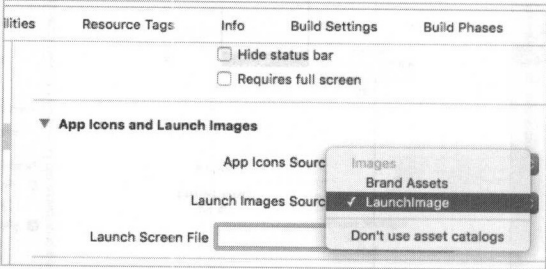 ilities Resource Tags Info Build Settings Build Phases
Hide status bar
Requires full screen
App Icons and Launch Images
App Icons Sourc
Images
Brand Assets
Launch Images Sourc
✓ LaunchImage
Launch Screen File
Don't use asset catalogs